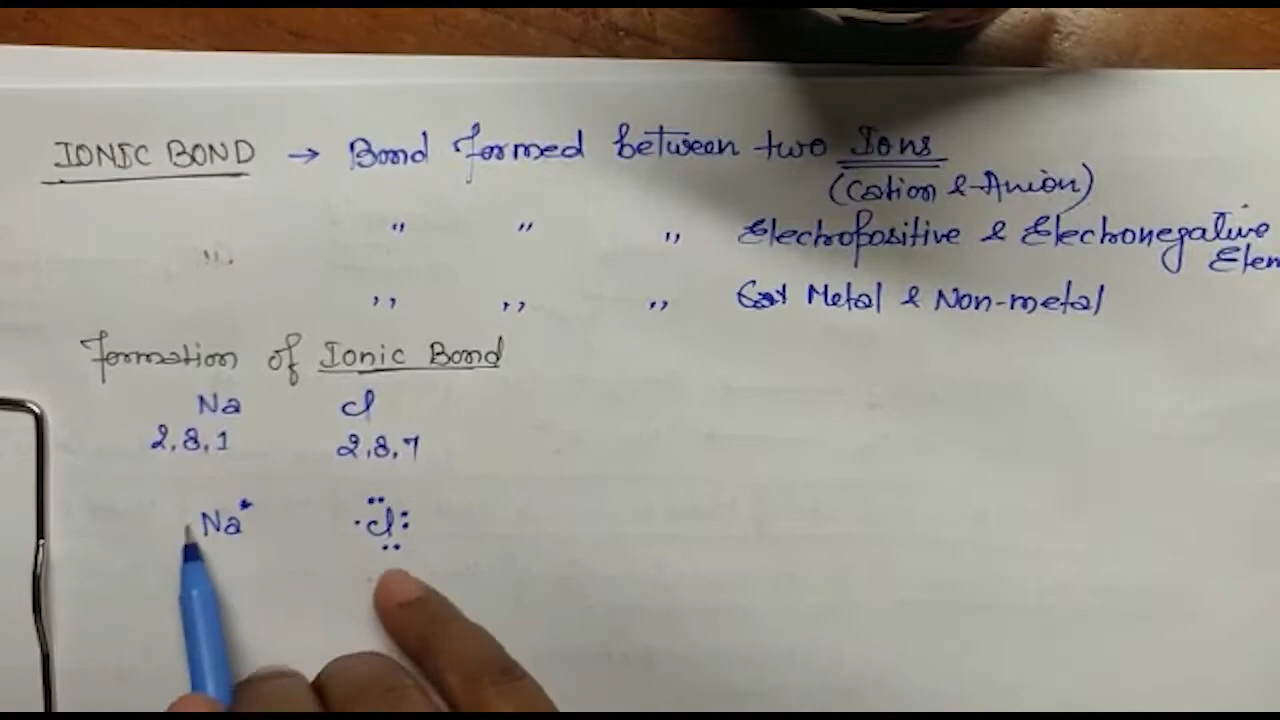 IONIC BOND → Bond formed between two Ions
(Cation & Anion)
" " " Electropositive & Electronegative
Elem
,, ,, ,, Metal & Non-metal
Formation of Ionic Bond
Na Cl
2,8,1 2,8,7
Na* Cl